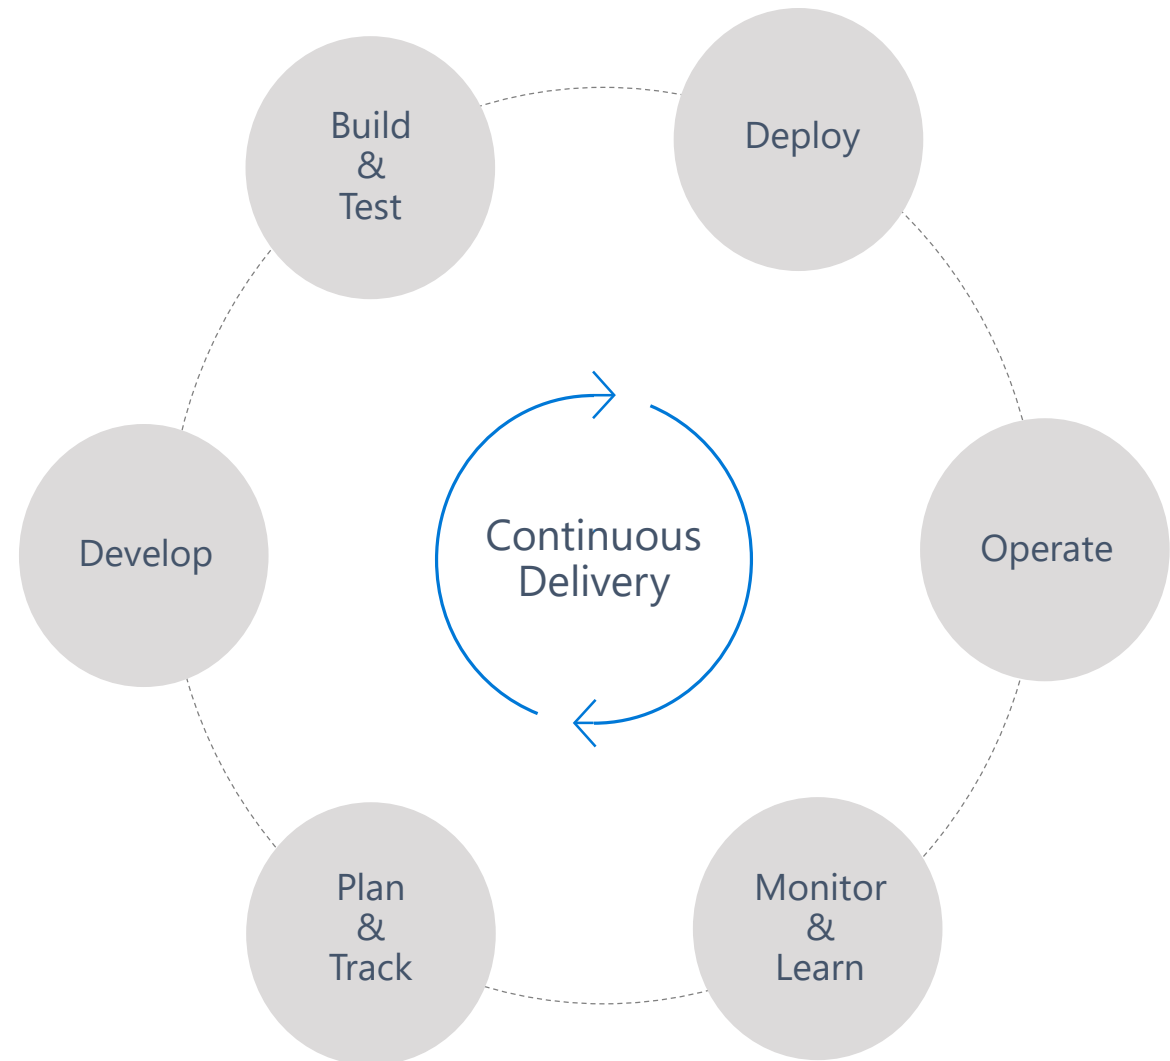 Build
&
Test
Deploy
Continuous
Delivery
Develop
Operate
Plan
&
Track
Monitor
&
Learn